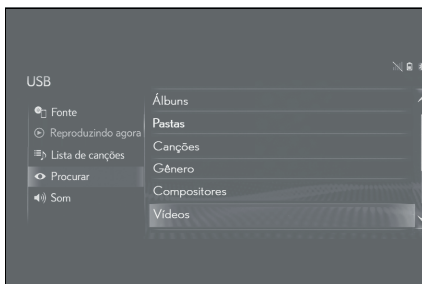 USB
Fonte
Reproduzindo agora
Lista de canções
Procurar
Som
Álbuns
Pastas
Canções
Gênero
Compositores
Vídeos